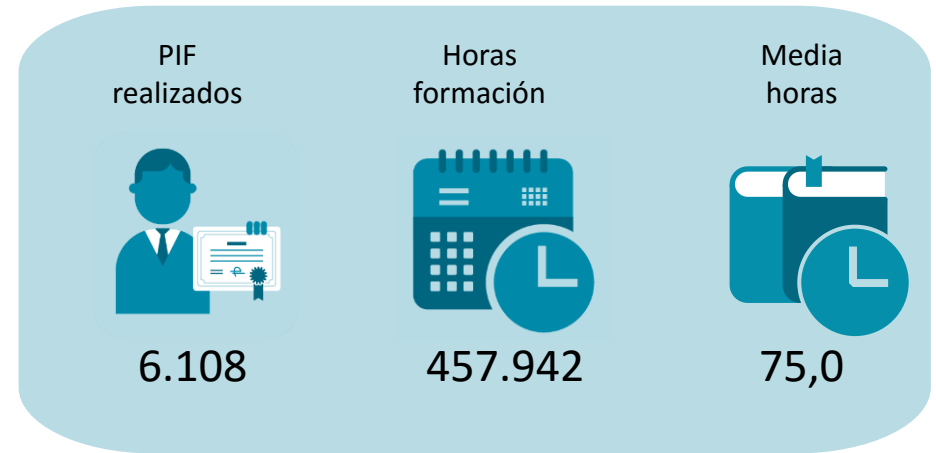 PIF
realizados
Horas
formación
Media
horas
6.108
457.942
75,0